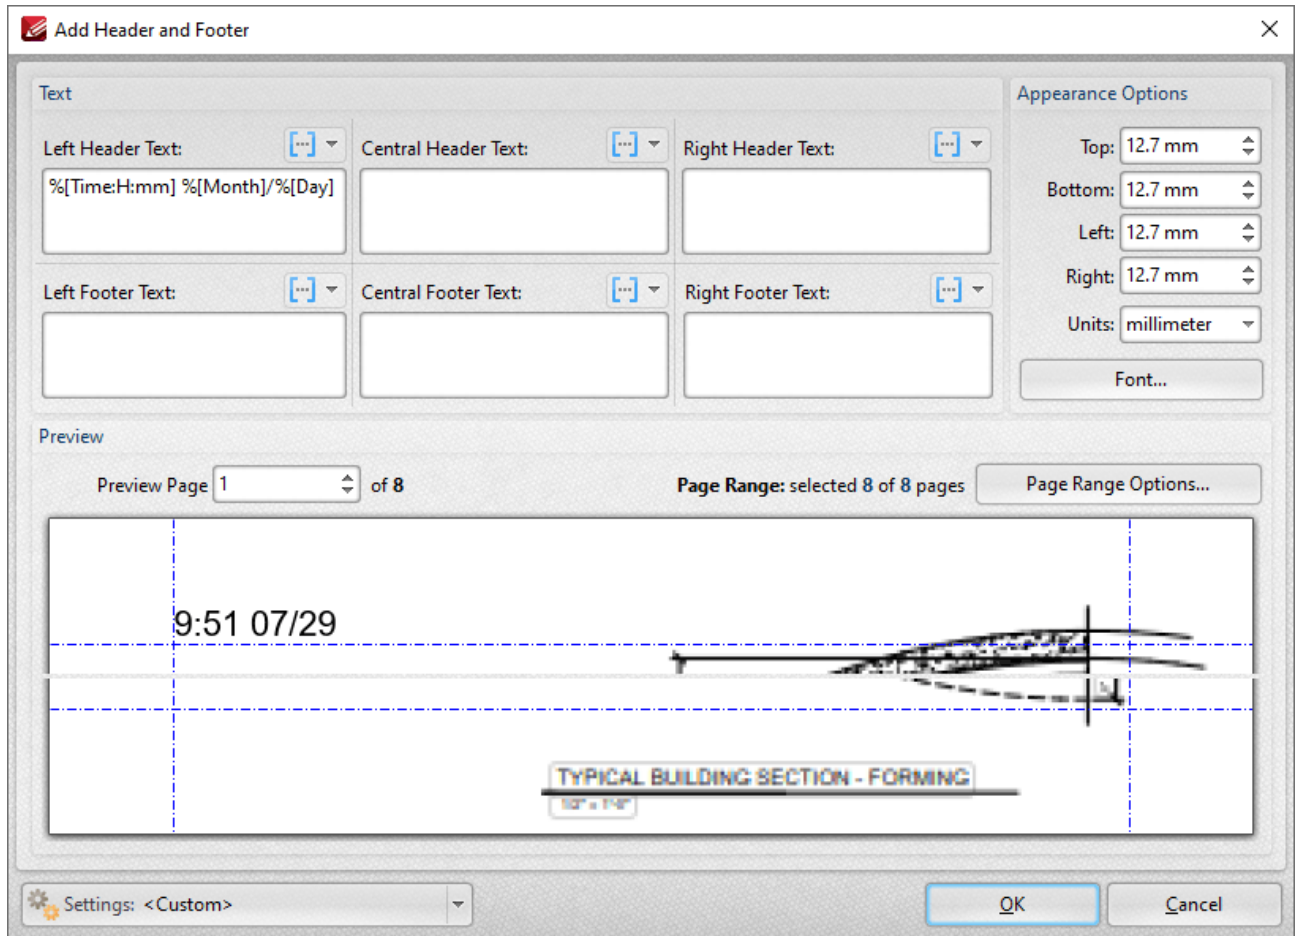 Add Header and Footer
Text
Appearance Options
Left Header Text:
Central Header Text:
Right Header Text:
%[Time:H:mm] %[Month]/%[Day]
Top: 12.7 mm
Bottom: 12.7 mm
Left: 12.7 mm
Right: 12.7 mm
Left Footer Text:
Central Footer Text:
Right Footer Text:
Units: millimeter
Font...
Preview
Preview Page 1 of 8
Page Range: selected 8 of 8 pages
Page Range Options...
9:51 07/29
TYPICAL BUILDING SECTION - FORMING
Settings: <Custom>
OK
Cancel